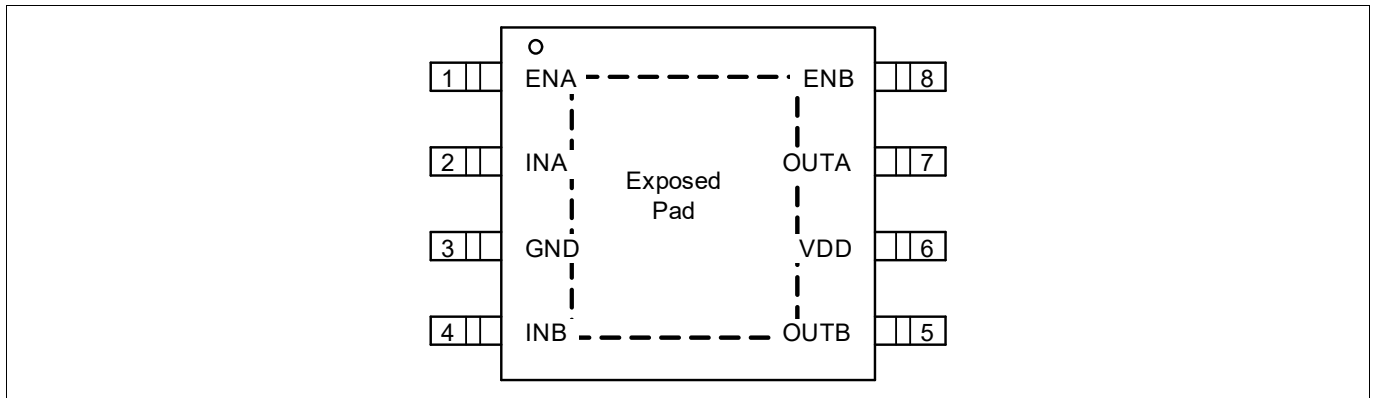 1 ENA ENB 8
2 INA OUTA 7
Exposed
Pad
3 GND VDD 6
4 INB OUTB 5